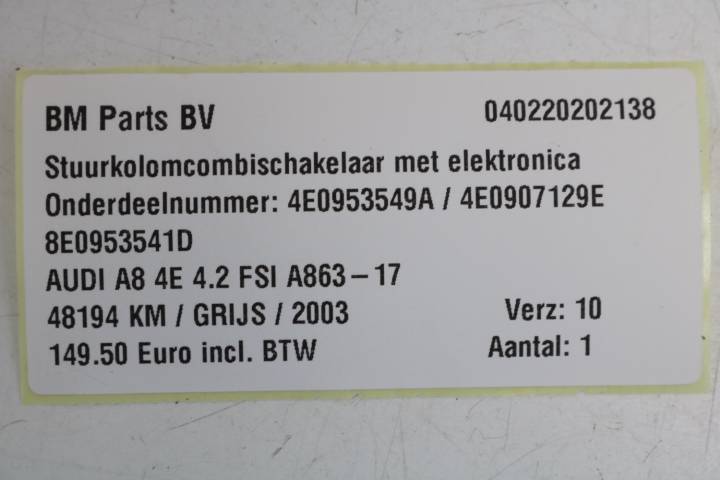 BM Parts BV 040220202138
Stuurkolomcombischakelaar met elektronica
Onderdeelnummer: 4E0953549A / 4E0907129E
8E0953541D
AUDI A8 4E 4.2 FSI A863-17
48194 KM / GRIJS / 2003 Verz: 10
149.50 Euro incl. BTW Aantal: 1